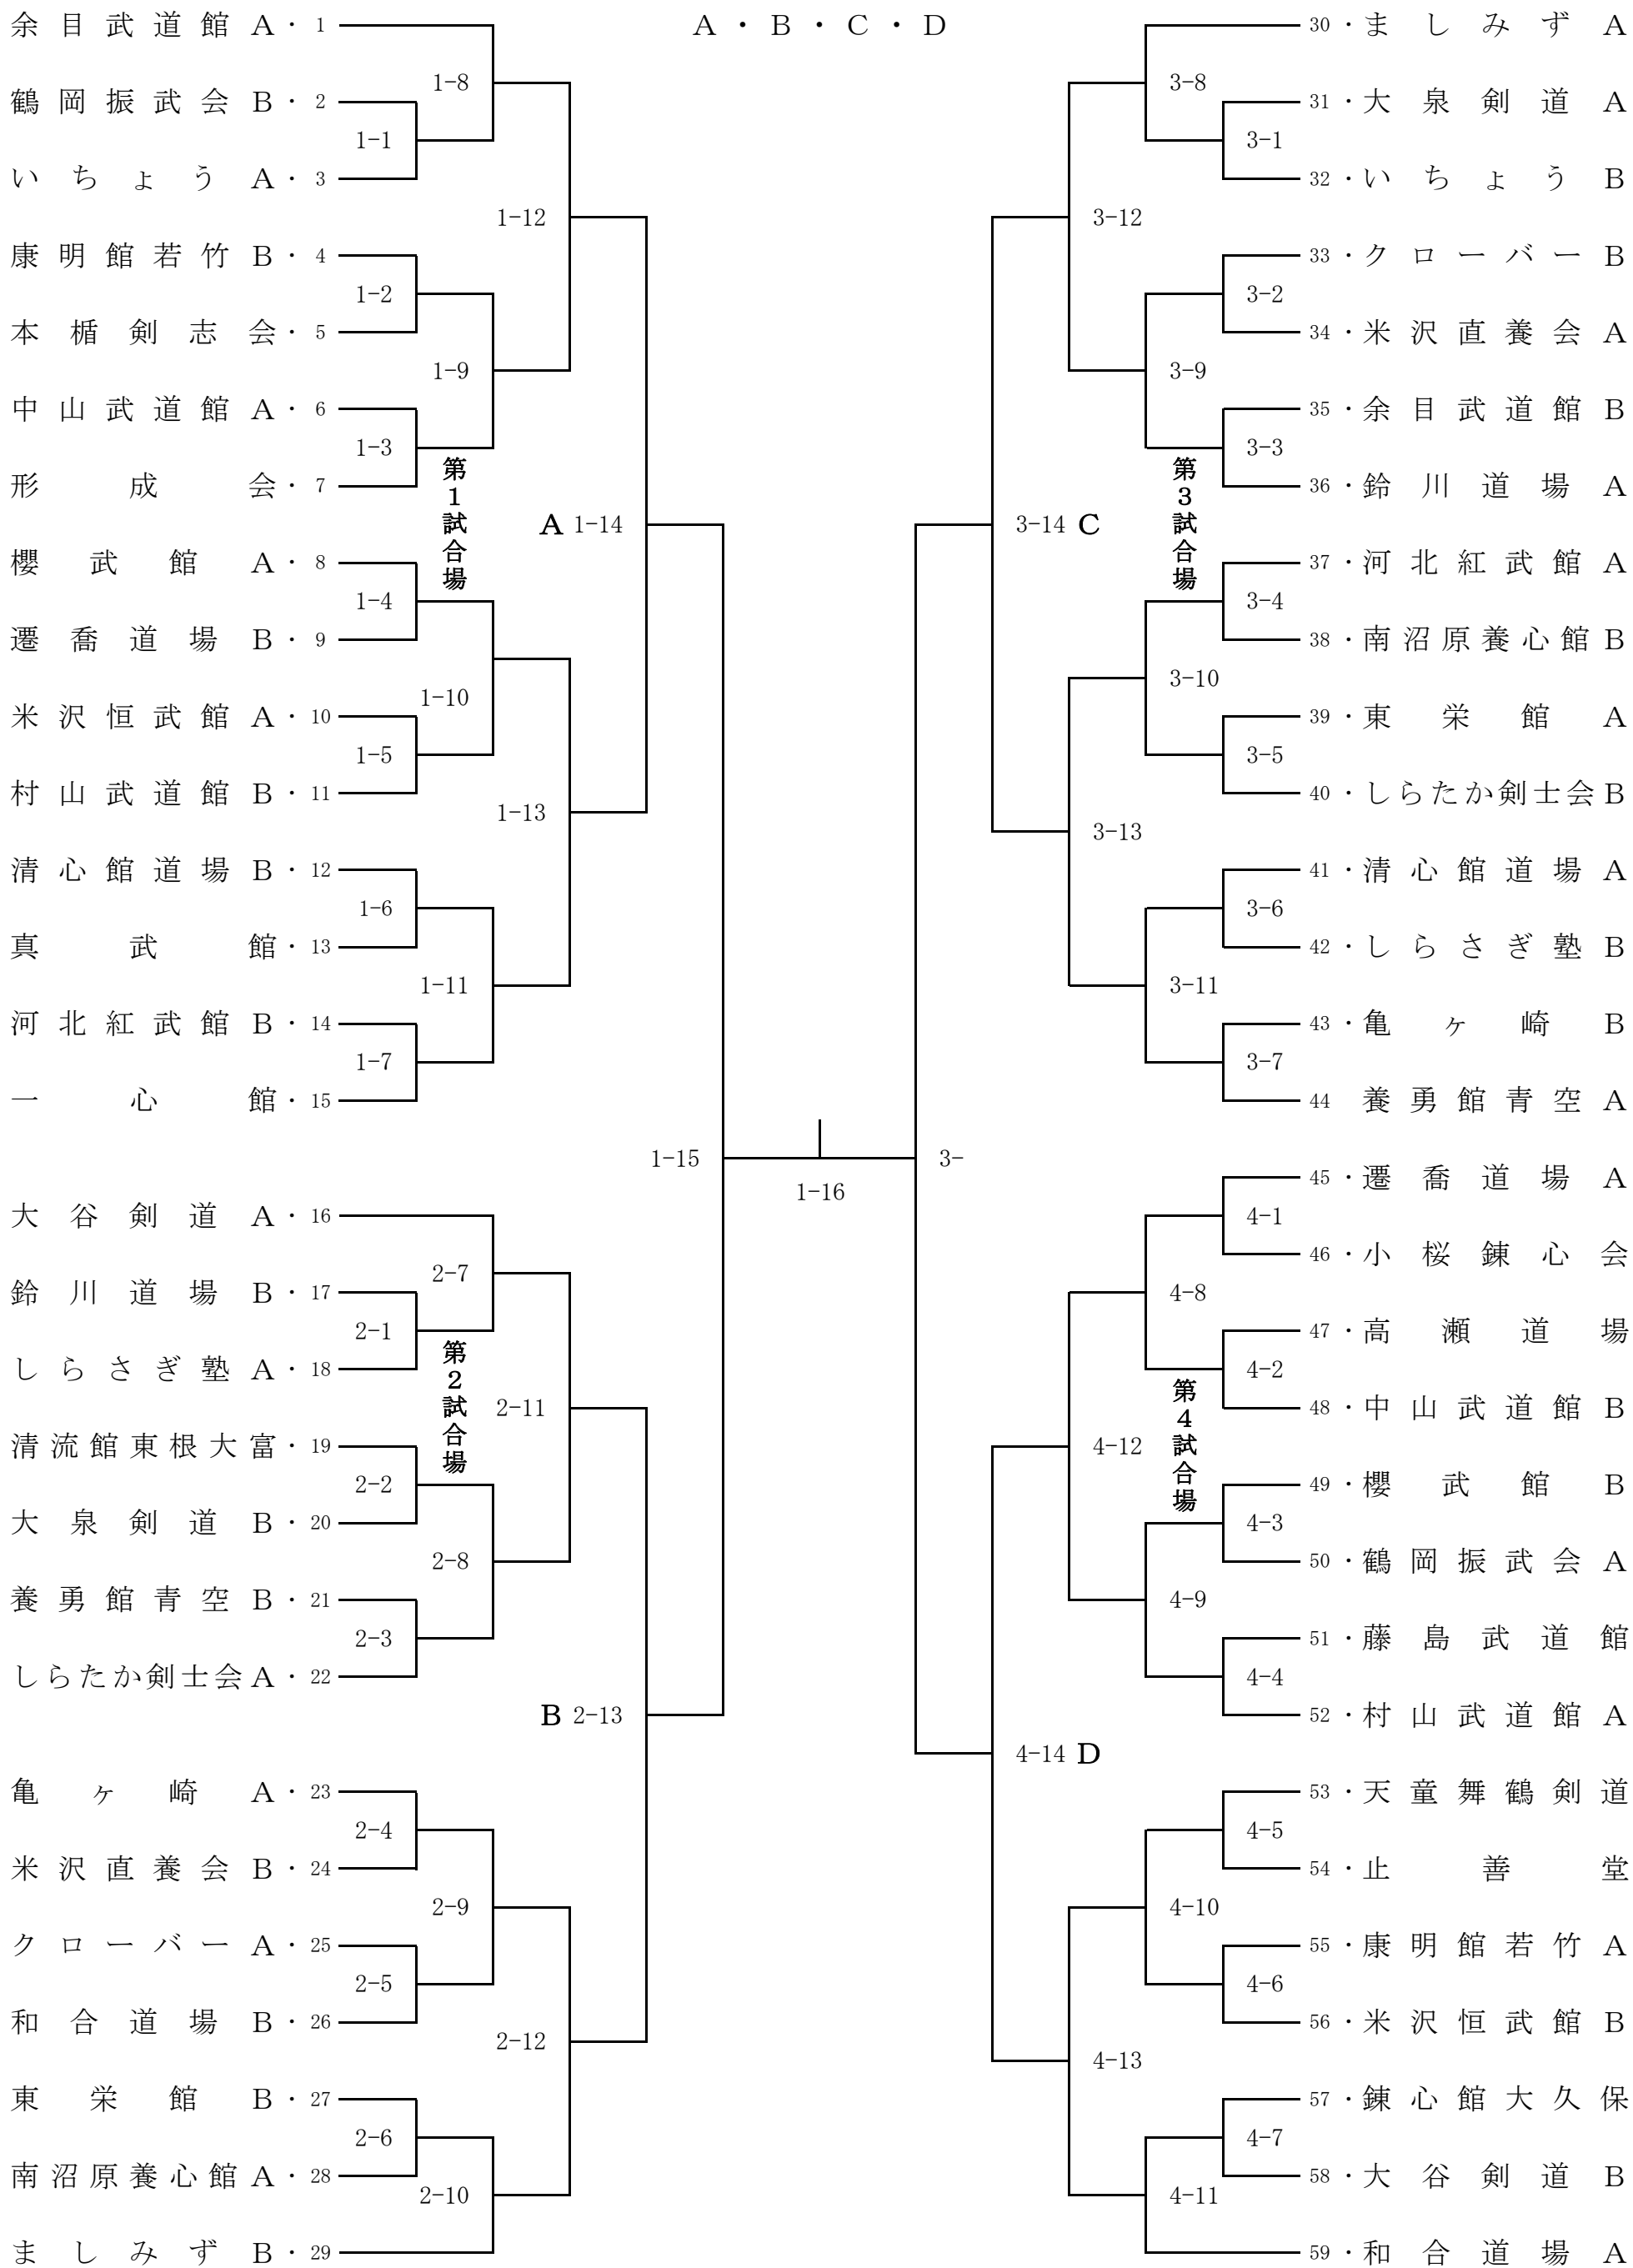 A・B・C・D
余目武道館A・1
1-8
鶴岡振武会B・2
1-1
いちょうA・3
1-12
康明館若竹B・4
1-2
本楯剣志会・5
1-9
中山武道館A・6
1-3
形成会・7
第1試合場
A 1-14
櫻武館A・8
1-4
遷喬道場B・9
1-10
米沢恒武館A・10
1-5
村山武道館B・11
1-13
清心館道場B・12
1-6
真武館・13
1-11
河北紅武館B・14
1-7
一心館・15
1-15
大谷剣道A・16
2-7
鈴川道場B・17
2-1
しらさぎ塾A・18
第2試合場
2-11
清流館東根大富・19
2-2
大泉剣道B・20
2-8
養勇館青空B・21
2-3
しらたか剣士会A・22
B 2-13
亀ヶ崎A・23
2-4
米沢直養会B・24
2-9
クローバーA・25
2-5
和合道場B・26
2-12
東栄館B・27
2-6
南沼原養心館A・28
2-10
ましみずB・29
1-16
30・ましみずA
3-8
31・大泉剣道A
3-1
32・いちょうB
3-12
33・クローバーB
3-2
34・米沢直養会A
3-9
35・余目武道館B
3-3
36・鈴川道場A
第3試合場
3-14 C
37・河北紅武館A
3-4
38・南沼原養心館B
3-10
39・東栄館A
3-5
40・しらたか剣士会B
3-13
41・清心館道場A
3-6
42・しらさぎ塾B
3-11
43・亀ヶ崎B
3-7
44 養勇館青空A
3-
45・遷喬道場A
4-1
46・小桜錬心会
4-8
47・高瀬道場
4-2
48・中山武道館B
第4試合場
4-12
49・櫻武館B
4-3
50・鶴岡振武会A
4-9
51・藤島武道館
4-4
52・村山武道館A
4-14 D
53・天童舞鶴剣道
4-5
54・止善堂
4-10
55・康明館若竹A
4-6
56・米沢恒武館B
4-13
57・錬心館大久保
4-7
58・大谷剣道B
4-11
59・和合道場A